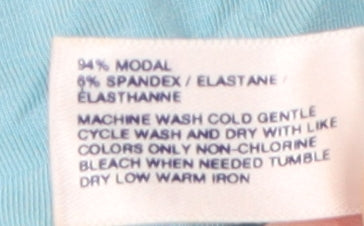 94% MODAL
6% SPANDEX / ELASTANE /
ÉLASTHANNE
MACHINE WASH COLD GENTLE
CYCLE WASH AND DRY WITH LIKE
COLORS ONLY NON-CHLORINE
BLEACH WHEN NEEDED TUMBLE
DRY LOW WARM IRON